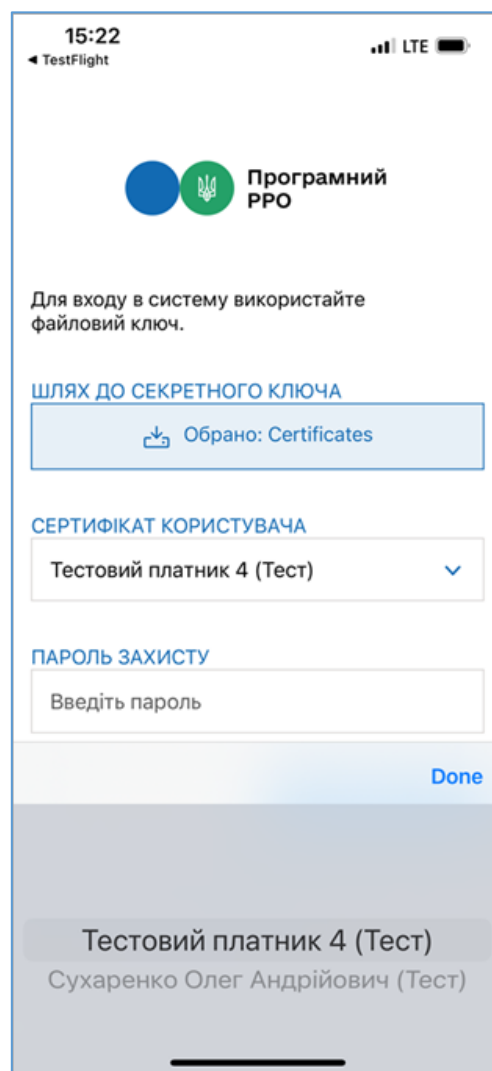 15:22
◀ TestFlight
LTE
Програмний
РРО
Для входу в систему використайте
файловий ключ.
ШЛЯХ ДО СЕКРЕТНОГО КЛЮЧА
Обрано: Certificates
СЕРТИФІКАТ КОРИСТУВАЧА
Тестовий платник 4 (Тест)
ПАРОЛЬ ЗАХИСТУ
Введіть пароль
Done
Тестовий платник 4 (Тест)
Сухаренко Олег Андрійович (Тест)